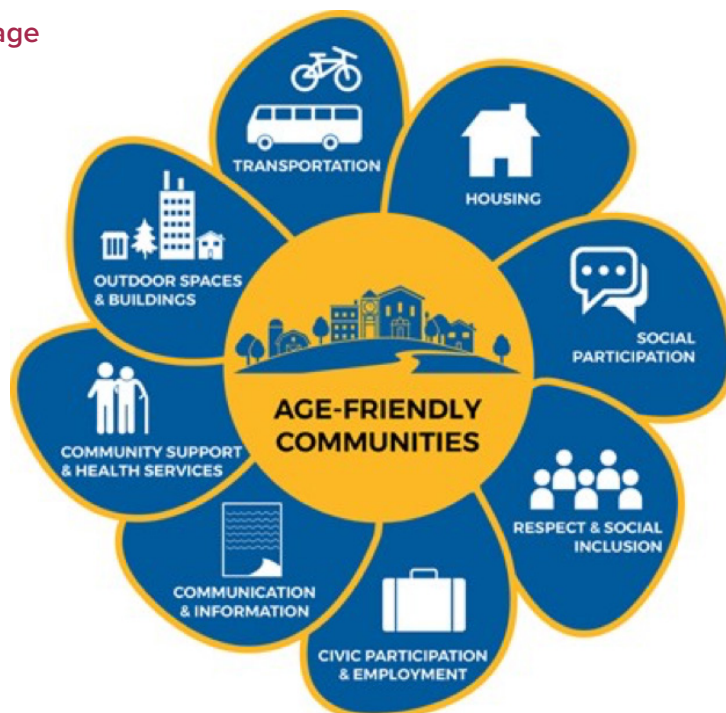 age
TRANSPORTATION
HOUSING
SOCIAL
PARTICIPATION
RESPECT & SOCIAL
INCLUSION
CIVIC PARTICIPATION
& EMPLOYMENT
COMMUNICATION
& INFORMATION
COMMUNITY SUPPORT
& HEALTH SERVICES
OUTDOOR SPACES
& BUILDINGS
AGE-FRIENDLY
COMMUNITIES